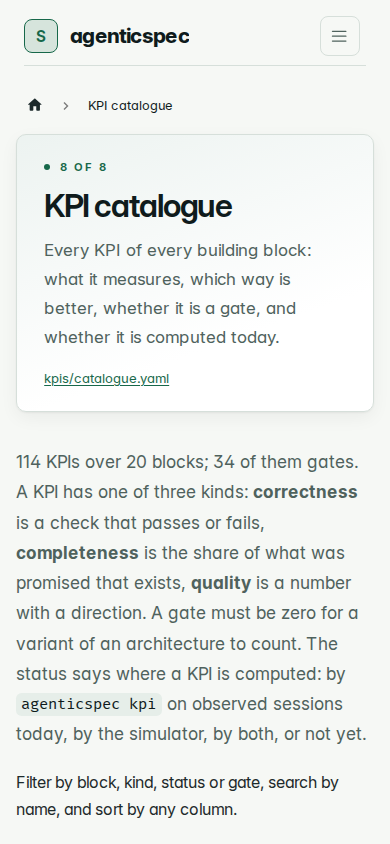 S agenticspec
KPI catalogue
8 OF 8
KPI catalogue
Every KPI of every building block:
what it measures, which way is
better, whether it is a gate, and
whether it is computed today.
kpis/catalogue.yaml
114 KPIs over 20 blocks; 34 of them gates.
A KPI has one of three kinds: correctness
is a check that passes or fails,
completeness is the share of what was
promised that exists, quality is a number
with a direction. A gate must be zero for a
variant of an architecture to count. The
status says where a KPI is computed: by
agenticspec kpi on observed sessions
today, by the simulator, by both, or not yet.
Filter by block, kind, status or gate, search by
name, and sort by any column.